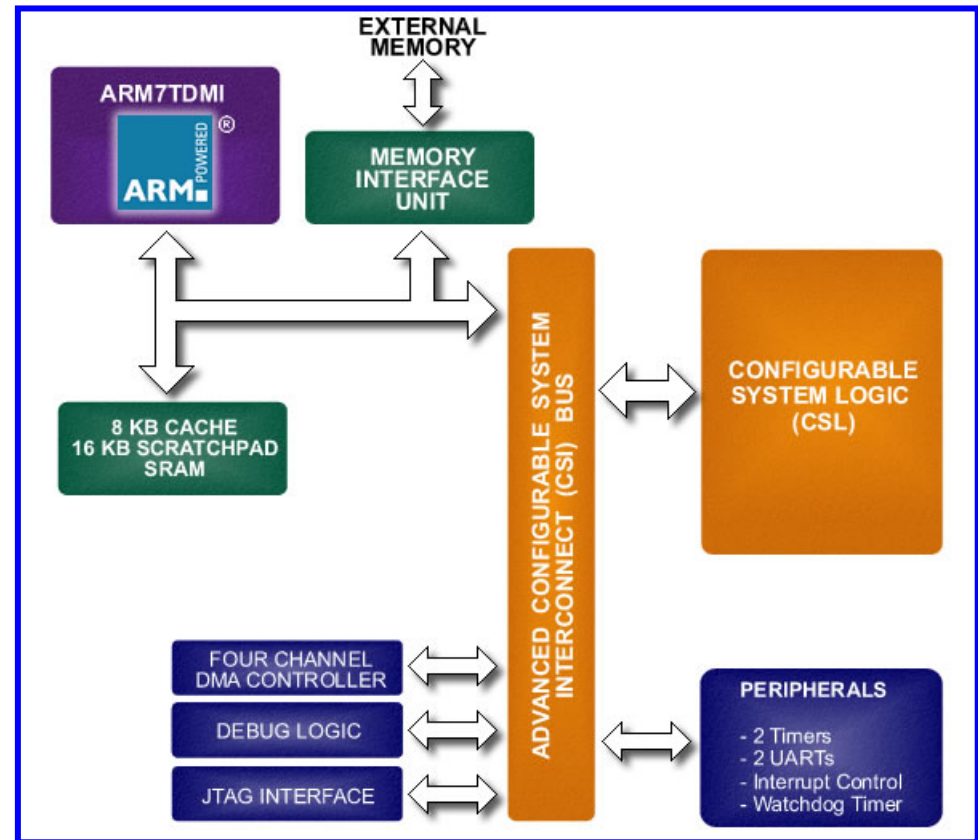 EXTERNAL
MEMORY
ARM7TDMI
®
ARM POWERED
MEMORY
INTERFACE
UNIT
ADVANCED CONFIGURABLE SYSTEM
INTERCONNECT (CSI) BUS
CONFIGURABLE
SYSTEM LOGIC
(CSL)
8 KB CACHE
16 KB SCRATCHPAD
SRAM
FOUR CHANNEL
DMA CONTROLLER
DEBUG LOGIC
JTAG INTERFACE
PERIPHERALS
- 2 Timers
- 2 UARTs
- Interrupt Control
- Watchdog Timer